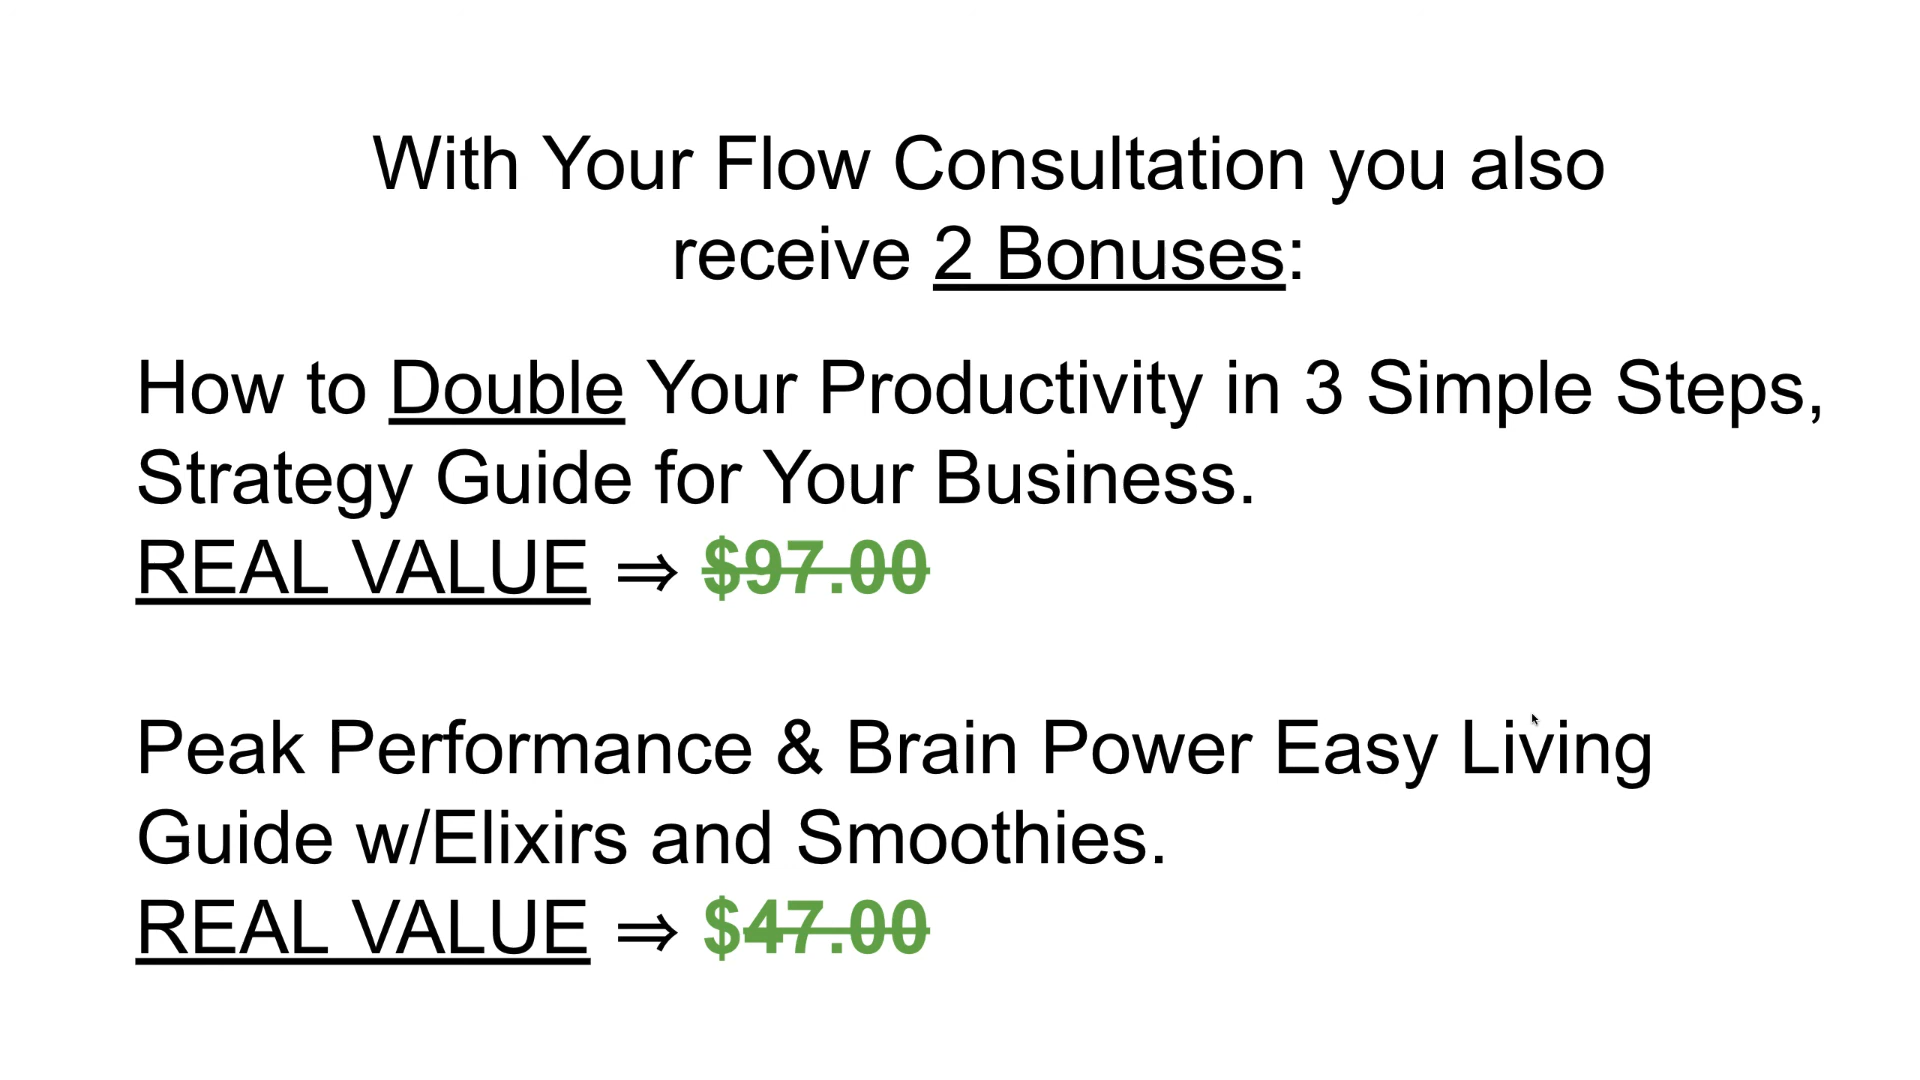 With Your Flow Consultation you also
receive 2 Bonuses:
How to Double Your Productivity in 3 Simple Steps,
Strategy Guide for Your Business.
REAL VALUE ⇒ $97.00
Peak Performance & Brain Power Easy Living
Guide w/Elixirs and Smoothies.
REAL VALUE ⇒ $47.00